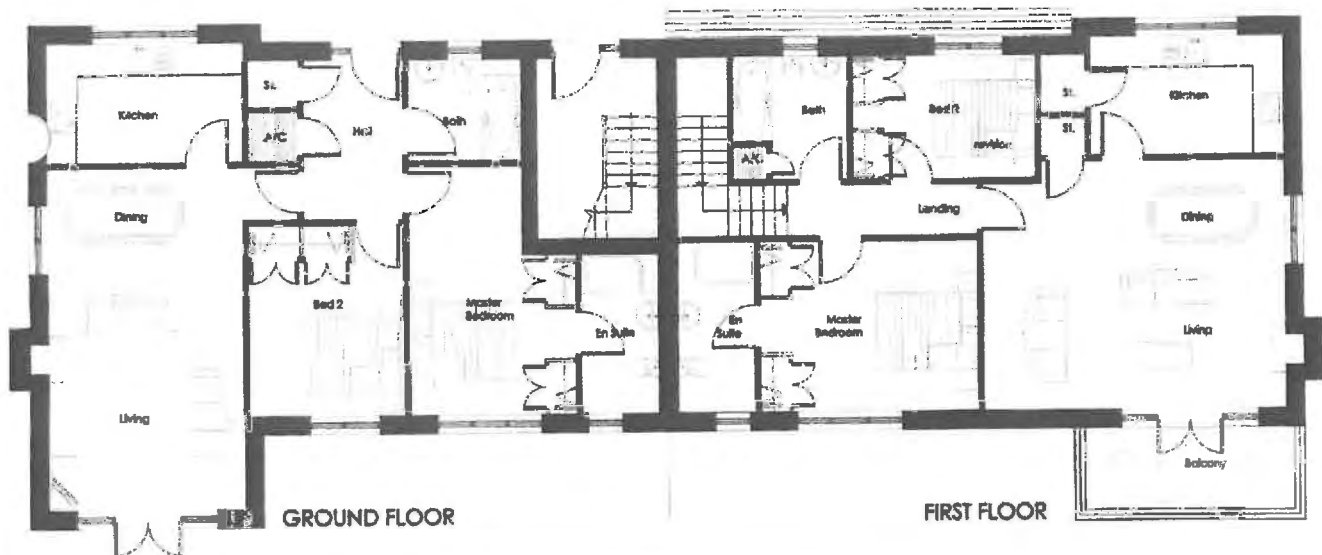 Kitchen
St.
A/C
Hall
Bath
Dining
Bed 2
Master
Bedroom
En Suite
Living
GROUND FLOOR
Bath
A/C
Bed 2
St.
St.
Kitchen
Landing
Dining
En
Suite
Master
Bedroom
Living
Balcony
FIRST FLOOR